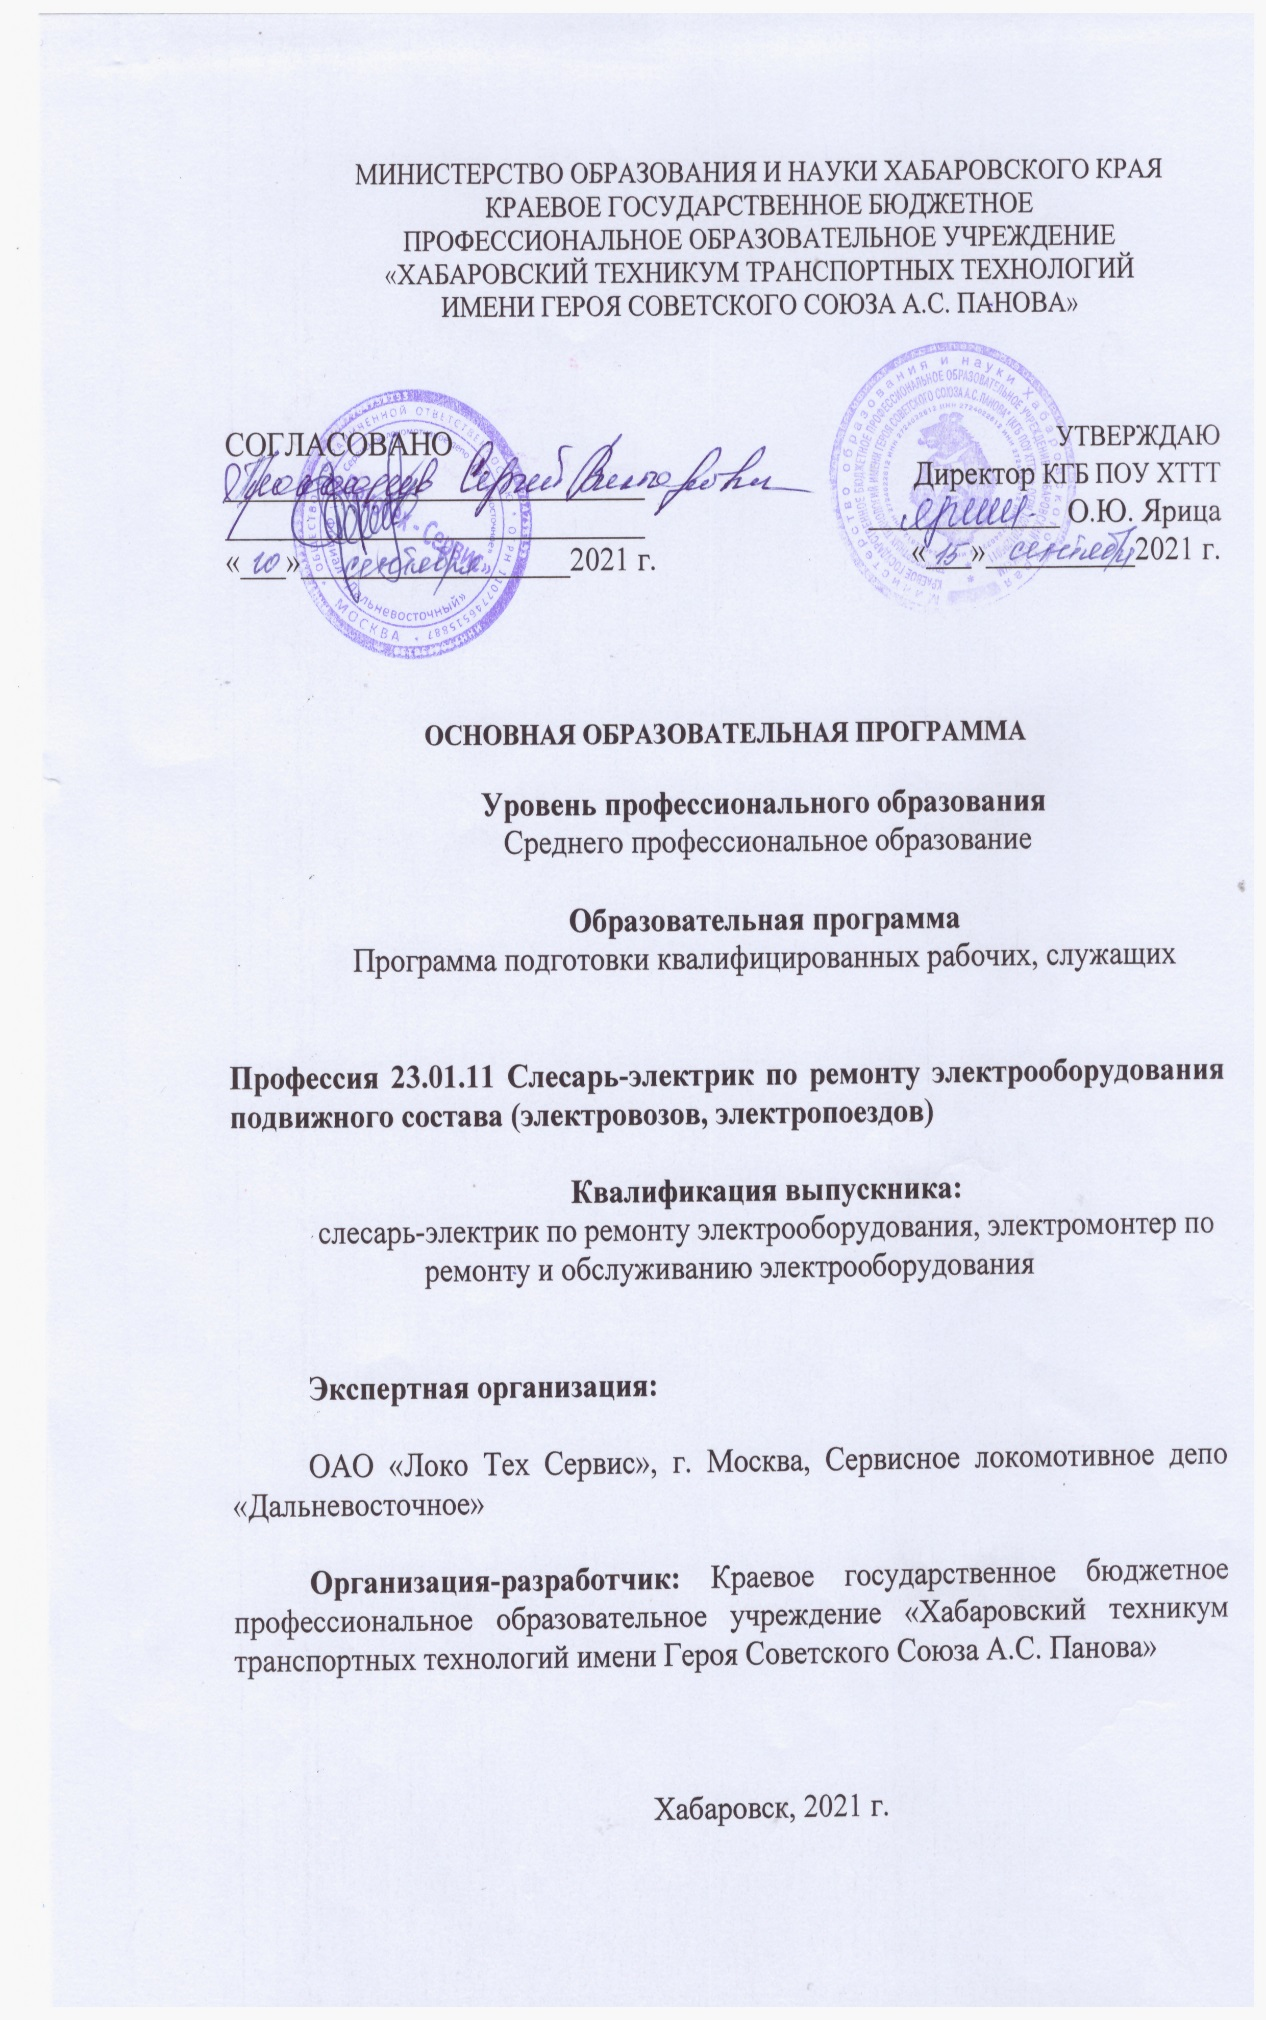 МИНИСТЕРСТВО ОБРАЗОВАНИЯ И НАУКИ ХАБАРОВСКОГО КРАЯ
КРАЕВОЕ ГОСУДАРСТВЕННОЕ БЮДЖЕТНОЕ
ПРОФЕССИОНАЛЬНОЕ ОБРАЗОВАТЕЛЬНОЕ УЧРЕЖДЕНИЕ
«ХАБАРОВСКИЙ ТЕХНИКУМ ТРАНСПОРТНЫХ ТЕХНОЛОГИЙ
ИМЕНИ ГЕРОЯ СОВЕТСКОГО СОЮЗА А.С. ПАНОВА»
СОГЛАСОВАНО
Сергей Викторович
«10» сентября 2021 г.
МОСКВА
УТВЕРЖДАЮ
Директор КГБ ПОУ ХТТТ
О.Ю. Ярица
«15» сентября 2021 г.
ОСНОВНАЯ ОБРАЗОВАТЕЛЬНАЯ ПРОГРАММА
Уровень профессионального образования
Среднего профессиональное образование
Образовательная программа
Программа подготовки квалифицированных рабочих, служащих
Профессия 23.01.11 Слесарь-электрик по ремонту электрооборудования
подвижного состава (электровозов, электропоездов)
Квалификация выпускника:
слесарь-электрик по ремонту электрооборудования, электромонтер по
ремонту и обслуживанию электрооборудования
Экспертная организация:
ОАО «Локо Тех Сервис», г. Москва, Сервисное локомотивное депо
«Дальневосточное»
Организация-разработчик: Краевое государственное бюджетное
профессиональное образовательное учреждение «Хабаровский техникум
транспортных технологий имени Героя Советского Союза А.С. Панова»
Хабаровск, 2021 г.